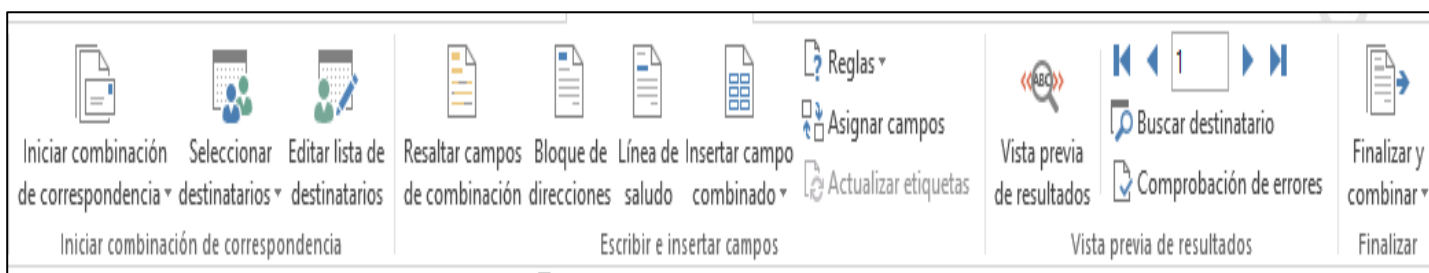 Iniciar combinación
de correspondencia
Seleccionar
destinatarios
Editar lista de
destinatarios
Iniciar combinación de correspondencia
Resaltar campos
de combinación
Bloque de
direcciones
Línea de
saludo
Insertar campo
combinado
Reglas
Asignar campos
Actualizar etiquetas
Escribir e insertar campos
«ABC»
Vista previa
de resultados
1
Buscar destinatario
Comprobación de errores
Vista previa de resultados
Finalizar y
combinar
Finalizar